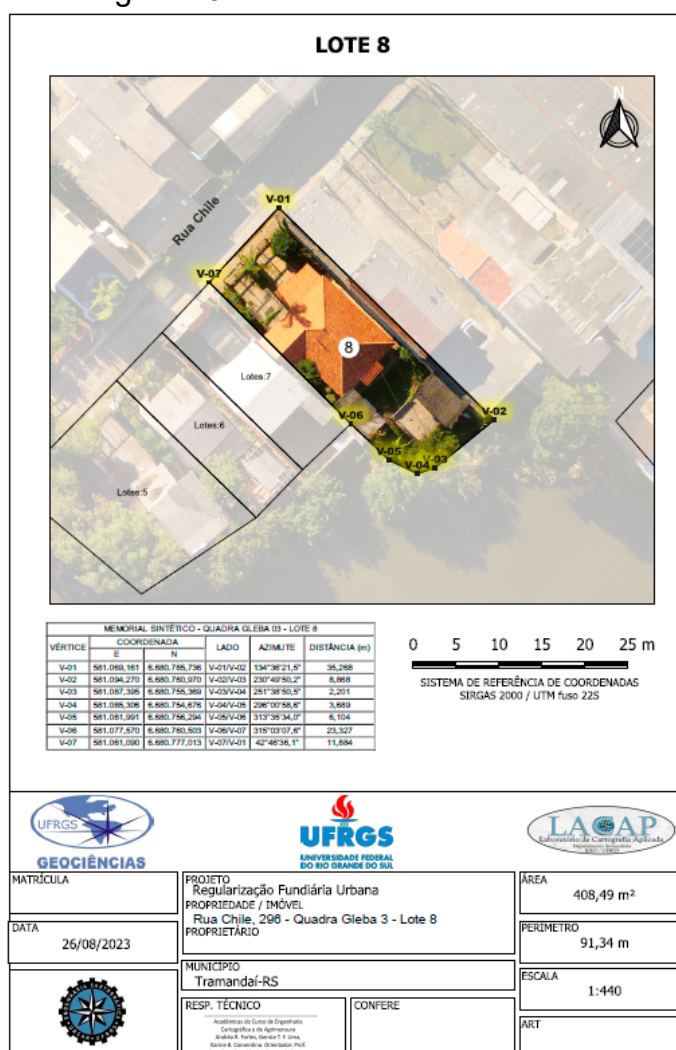 LOTE 8
N
Rua Chile
V-01
V-07
8
Lotes:7
V-06
V-02
Lotes:6
V-05
V-03
V-04
Lotes:5
MEMORIAL SINTÉTICO - QUADRA GLEBA 03 - LOTE 8
VÉRTICE COORDENADA LADO AZIMUTE DISTÂNCIA (m)
E N
V-01 581.069,161 6.680.785,736 V-01/V-02 134°36'21,5" 35,268
V-02 581.094,270 6.680.760,970 V-02/V-03 230°49'50,2" 8,868
V-03 581.087,395 6.680.755,369 V-03/V-04 251°38'50,5" 2,201
V-04 581.085,306 6.680.754,676 V-04/V-05 296°00'58,6" 3,689
V-05 581.081,991 6.680.756,294 V-05/V-06 313°35'34,0" 6,104
V-06 581.077,570 6.680.760,503 V-06/V-07 315°03'07,6" 23,327
V-07 581.061,090 6.680.777,013 V-07/V-01 42°46'36,1" 11,884
0 5 10 15 20 25 m
SISTEMA DE REFERÊNCIA DE COORDENADAS
SIRGAS 2000 / UTM fuso 22S
UFRGS
GEOCIÊNCIAS
UFRGS
UNIVERSIDADE FEDERAL
DO RIO GRANDE DO SUL
LACAP
Laboratório de Cartografia Aplicada
MATRÍCULA
PROJETO
Regularização Fundiária Urbana
PROPRIEDADE / IMÓVEL
Rua Chile, 296 - Quadra Gleba 3 - Lote 8
PROPRIETÁRIO
ÁREA
408,49 m²
DATA
26/08/2023
PERÍMETRO
91,34 m
MUNICÍPIO
Tramandaí-RS
ESCALA
1:440
RESP. TÉCNICO
Acadêmicas do Curso de Engenharia
Cartográfica e de Agrimensura
CONFERE
ART